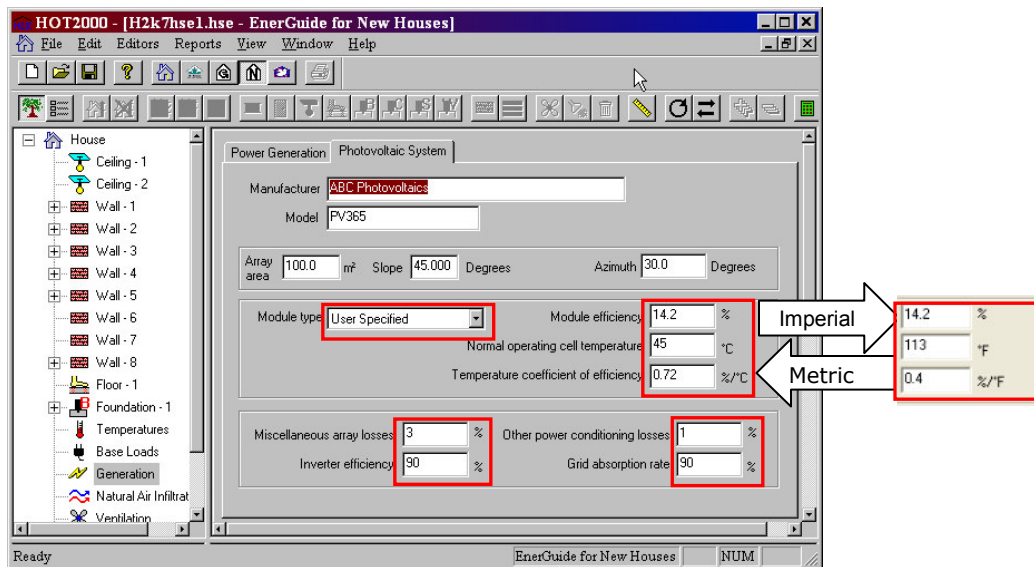 HOT2000 - [H2k7hse1.hse - EnerGuide for New Houses]
File Edit Editors Reports View Window Help
House
Ceiling - 1
Ceiling - 2
Wall - 1
Wall - 2
Wall - 3
Wall - 4
Wall - 5
Wall - 6
Wall - 7
Wall - 8
Floor - 1
Foundation - 1
Temperatures
Base Loads
Generation
Natural Air Infiltrat
Ventilation
Power Generation Photovoltaic System
Manufacturer ABC Photovoltaics
Model PV365
Array area 100.0 m² Slope 45.000 Degrees Azimuth 30.0 Degrees
Module type User Specified Module efficiency 14.2 %
Normal operating cell temperature 45 °C
Temperature coefficient of efficiency 0.72 %/°C
Miscellaneous array losses 3 % Other power conditioning losses 1 %
Inverter efficiency 90 % Grid absorption rate 90 %
Imperial
Metric
14.2 %
113 °F
0.4 %/°F
Ready EnerGuide for New Houses NUM